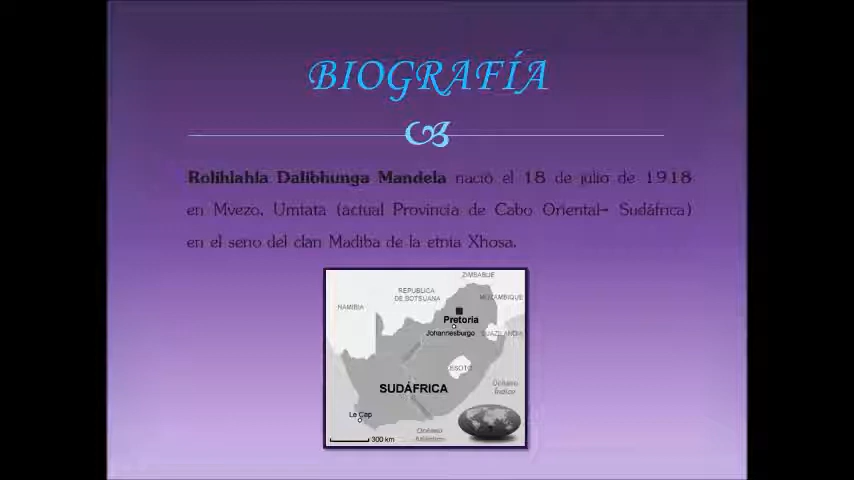 BIOGRAFÍA
Rolihlahla Dalibhunga Mandela nació el 18 de julio de 1918
en Mvezo, Umtata (actual Provincia de Cabo Oriental- Sudáfrica)
en el seno del clan Madiba de la etnia Xhosa.
ZIMBABUE
REPUBLICA
DE BOTSUANA
MOZAMBIQUE
NAMIBIA
Pretoria
Johannesburgo
SUAZILANDIA
LESOTO
SUDÁFRICA
Océano
Índico
Le Cap
Océano
300 km